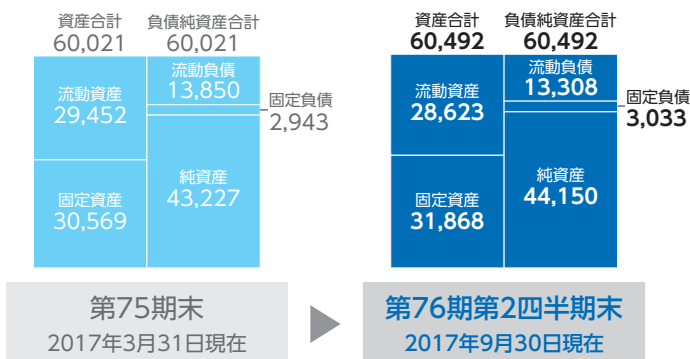 資産合計
60,021
負債純資産合計
60,021
流動資産
29,452
固定資産
30,569
流動負債
13,850
固定負債
2,943
純資産
43,227
第75期末
2017年3月31日現在
資産合計
60,492
負債純資産合計
60,492
流動資産
28,623
固定資産
31,868
流動負債
13,308
固定負債
3,033
純資産
44,150
第76期第2四半期末
2017年9月30日現在